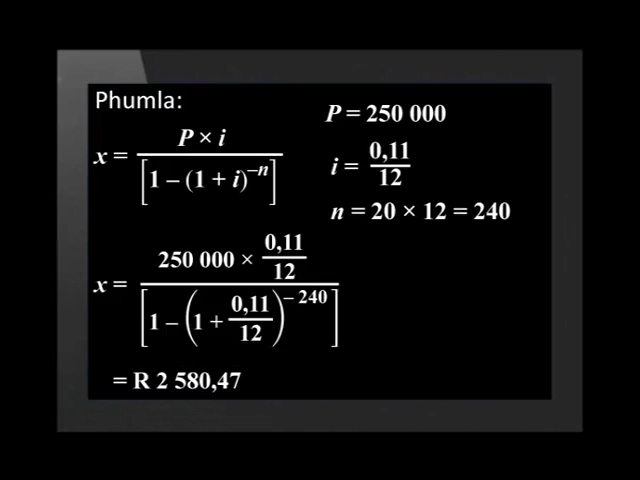 Phumla:
x = P × i / [1 – (1 + i)^–n]
P = 250 000
i = 0,11 / 12
n = 20 × 12 = 240
x = 250 000 × 0,11 / 12 / [1 – (1 + 0,11 / 12)^– 240]
= R 2 580,47